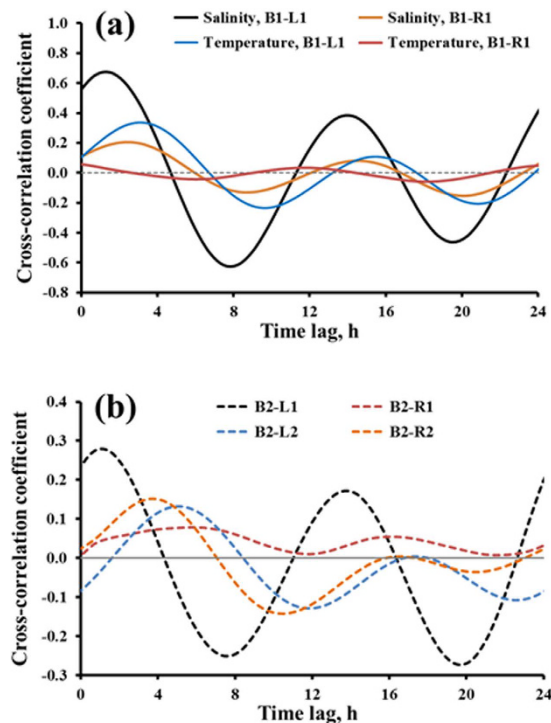 (a)
Salinity, B1-L1 Salinity, B1-R1
Temperature, B1-L1 Temperature, B1-R1
Cross-correlation coefficient
1.0
0.8
0.6
0.4
0.2
0.0
-0.2
-0.4
-0.6
-0.8
0 4 8 12 16 20 24
Time lag, h
(b)
B2-L1 B2-R1
B2-L2 B2-R2
Cross-correlation coefficient
0.4
0.3
0.2
0.1
0.0
-0.1
-0.2
-0.3
0 4 8 12 16 20 24
Time lag, h